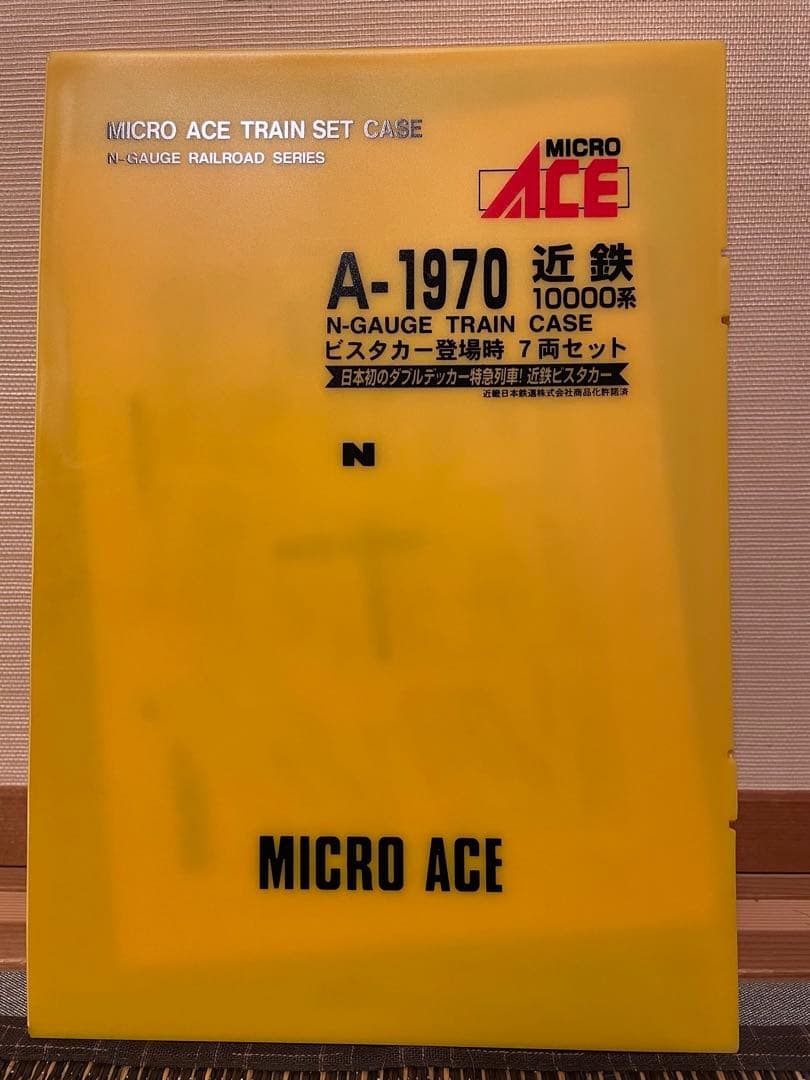 MICRO ACE TRAIN SET CASE
N-GAUGE RAILROAD SERIES
MICRO
ACE
A-1970 近鉄
10000系
N-GAUGE TRAIN CASE
ビスタカー登場時 7両セット
日本初のダブルデッカー特急列車! 近鉄ビスタカー
近畿日本鉄道株式会社商品化許諾済
N
MICRO ACE